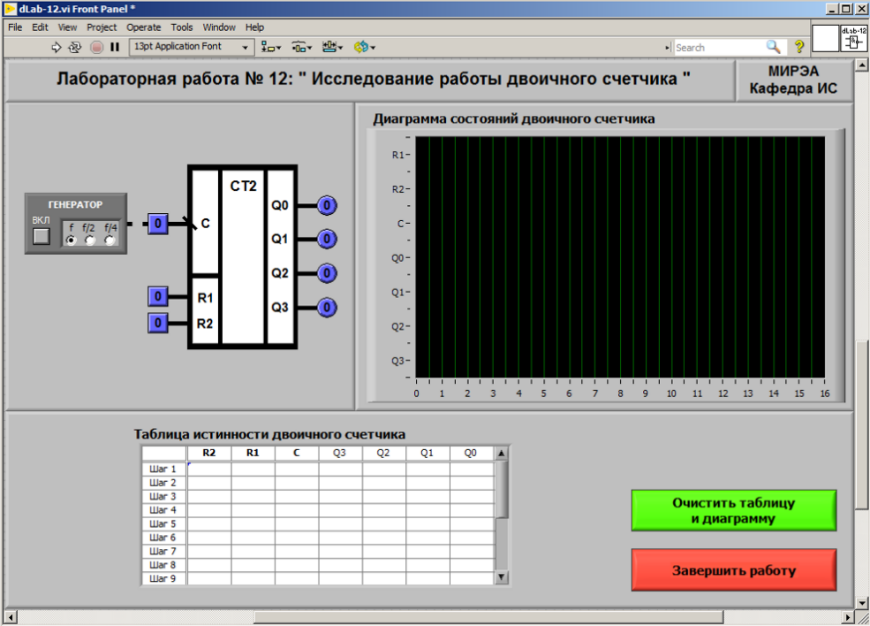 dLab-12.vi Front Panel *
File Edit View Project Operate Tools Window Help
13pt Application Font
Search
dLab-12
Лабораторная работа № 12: " Исследование работы двоичного счетчика "
МИРЭА
Кафедра ИС
Диаграмма состояний двоичного счетчика
ГЕНЕРАТОР
ВКЛ
f f/2 f/4
0
C
CT2
Q0 0
Q1 0
Q2 0
Q3 0
0 R1
0 R2
R1
R2
C
Q0
Q1
Q2
Q3
0 1 2 3 4 5 6 7 8 9 10 11 12 13 14 15 16
Таблица истинности двоичного счетчика
R2 R1 C Q3 Q2 Q1 Q0
Шаг 1
Шаг 2
Шаг 3
Шаг 4
Шаг 5
Шаг 6
Шаг 7
Шаг 8
Шаг 9
Очистить таблицу
и диаграмму
Завершить работу